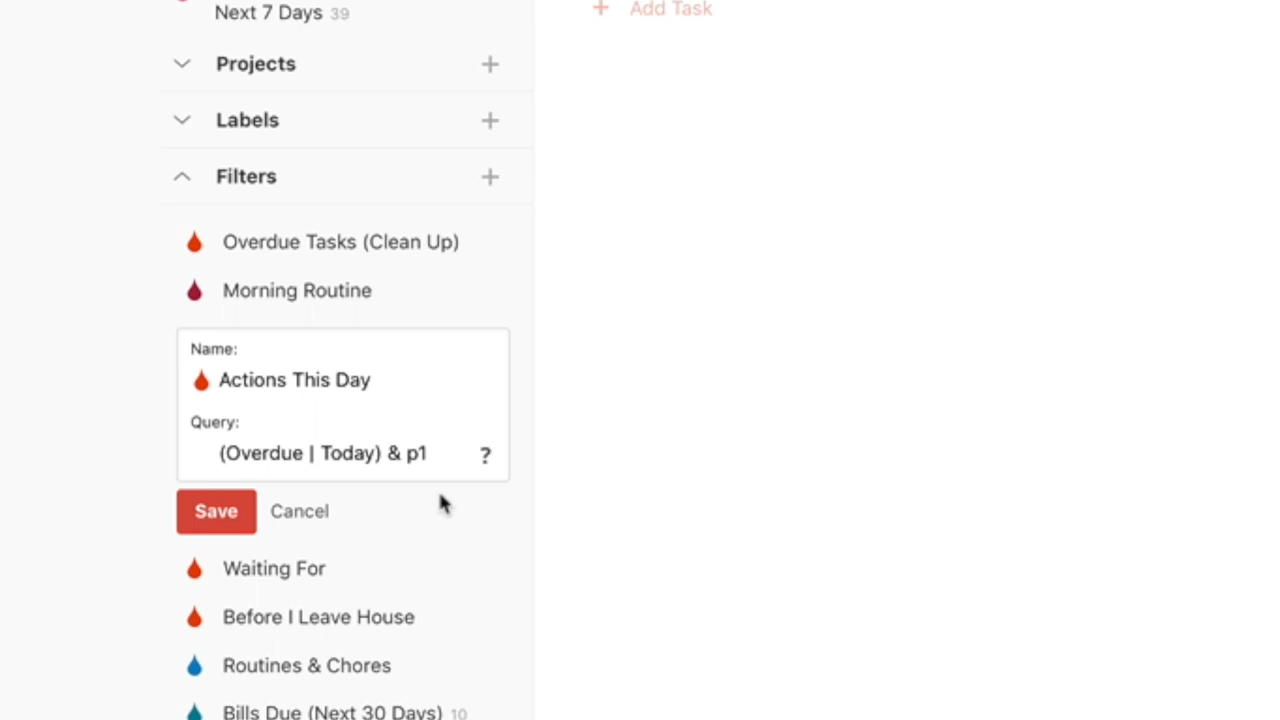 Next 7 Days 39
+ Add Task
Projects +
Labels +
Filters +
Overdue Tasks (Clean Up)
Morning Routine
Name:
Actions This Day
Query:
(Overdue | Today) & p1 ?
Save Cancel
Waiting For
Before I Leave House
Routines & Chores
Bills Due (Next 30 Days) 10